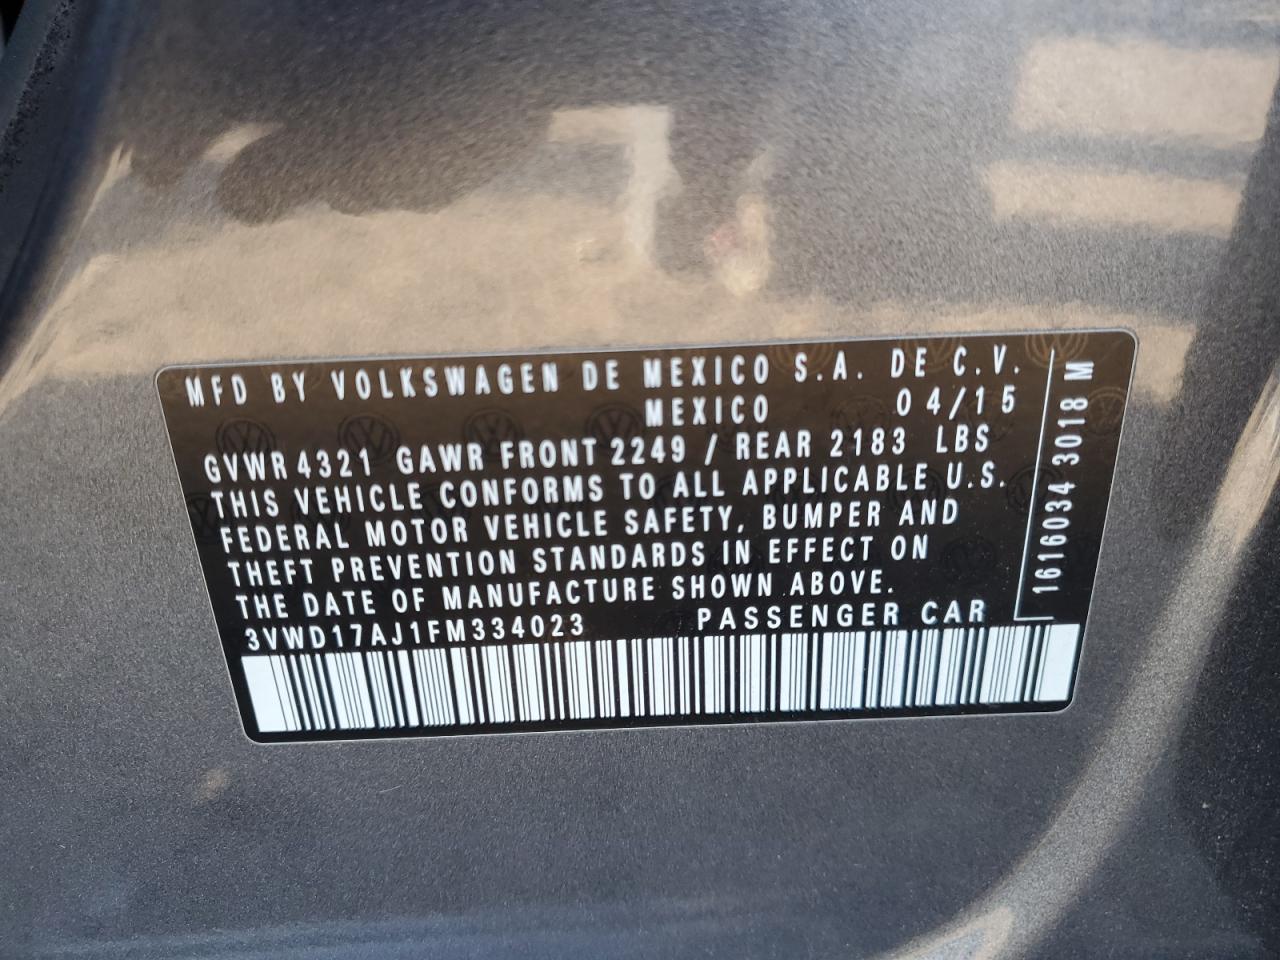 MFD BY VOLKSWAGEN DE MEXICO S.A. DE C.V.
MEXICO 04/15
GVWR 4321 GAWR FRONT 2249 / REAR 2183 LBS
THIS VEHICLE CONFORMS TO ALL APPLICABLE U.S.
FEDERAL MOTOR VEHICLE SAFETY, BUMPER AND
THEFT PREVENTION STANDARDS IN EFFECT ON
THE DATE OF MANUFACTURE SHOWN ABOVE.
3VWD17AJ1FM334023 PASSENGER CAR
1616034 3018 M